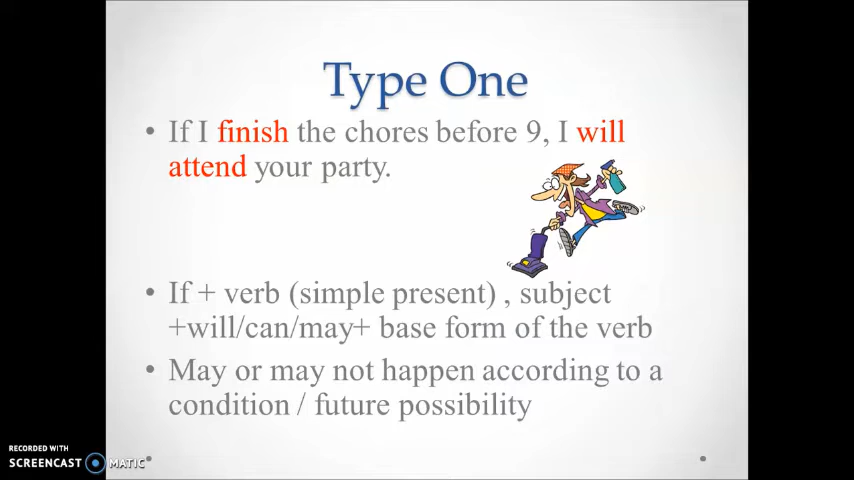 Type One
• If I finish the chores before 9, I will
attend your party.
• If + verb (simple present) , subject
+will/can/may+ base form of the verb
• May or may not happen according to a
condition / future possibility
RECORDED WITH
SCREENCAST MATIC